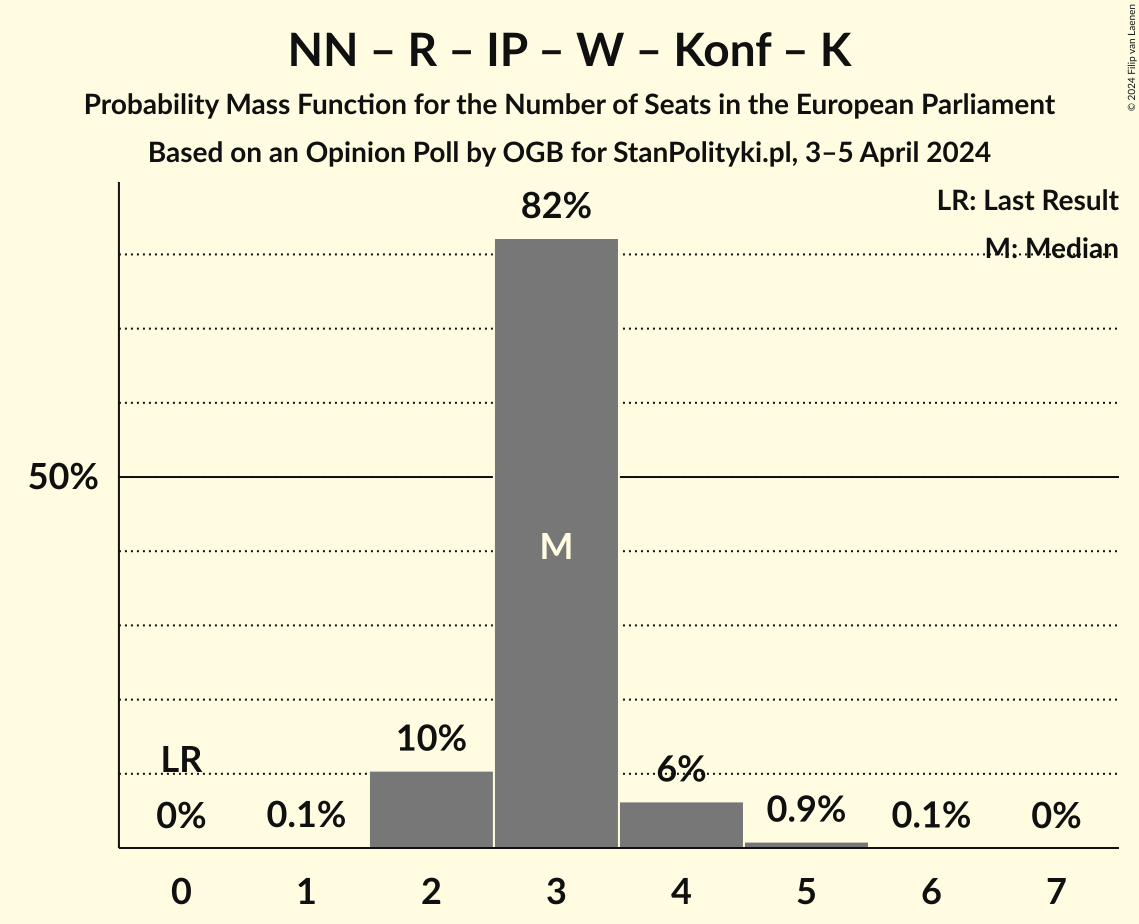 NN – R – IP – W – Konf – K
Probability Mass Function for the Number of Seats in the European Parliament
Based on an Opinion Poll by OGB for StanPolityki.pl, 3–5 April 2024
© 2024 Filip van Laenen
LR: Last Result
M: Median
82%
50%
M
LR
10%
6%
0%
0.1%
0.9%
0.1%
0%
0 1 2 3 4 5 6 7